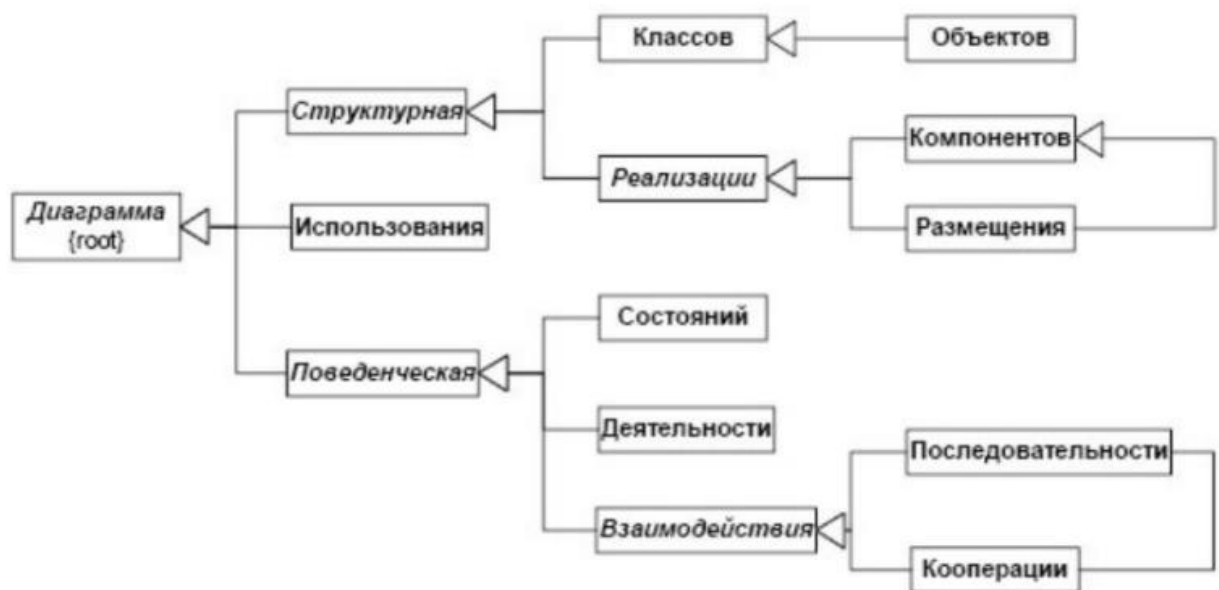 Классов
Объектов
Структурная
Компонентов
Реализации
Диаграмма
{root}
Использования
Размещения
Состояний
Поведенческая
Деятельности
Последовательности
Взаимодействия
Кооперации